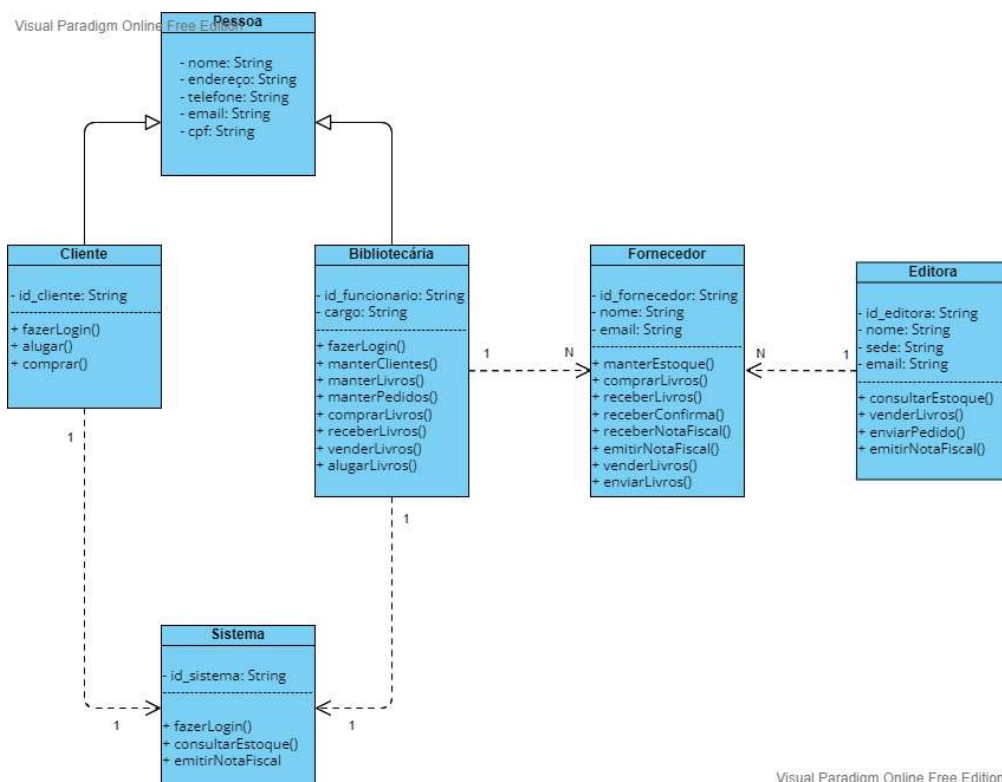 Visual Paradigm Online Free Edition
Pessoa
- nome: String
- endereço: String
- telefone: String
- email: String
- cpf: String
Cliente
- id_cliente: String
+ fazerLogin()
+ alugar()
+ comprar()
Bibliotecária
- id_funcionario: String
- cargo: String
+ fazerLogin()
+ manterClientes()
+ manterLivros()
+ manterPedidos()
+ comprarLivros()
+ receberLivros()
+ venderLivros()
+ alugarLivros()
1
N
Fornecedor
- id_fornecedor: String
- nome: String
- email: String
+ manterEstoque()
+ comprarLivros()
+ receberLivros()
+ receberConfirma()
+ receberNotaFiscal()
+ emitirNotaFiscal()
+ venderLivros()
+ enviarLivros()
N
1
Editora
- id_editora: String
- nome: String
- sede: String
- email: String
+ consultarEstoque()
+ venderLivros()
+ enviarPedido()
+ emitirNotaFiscal()
1
1
Sistema
- id_sistema: String
+ fazerLogin()
+ consultarEstoque()
+ emitirNotaFiscal
1
1
Visual Paradigm Online Free Edition